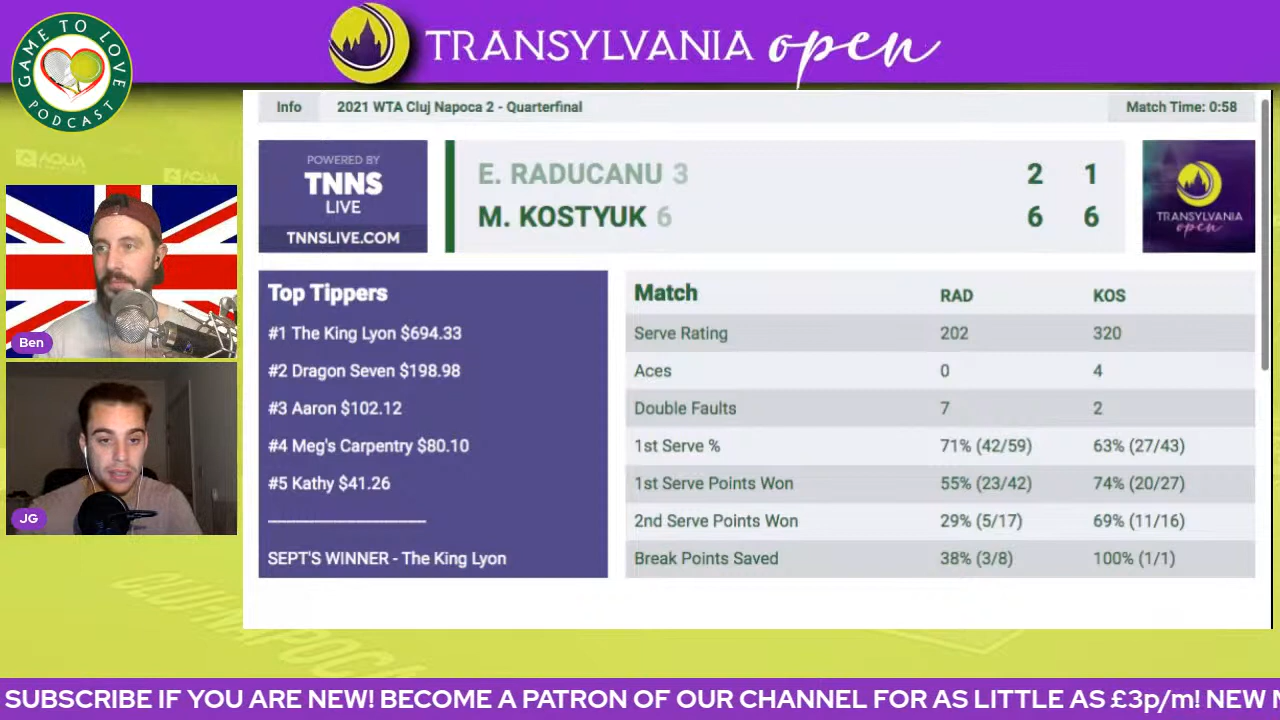 GAME TO LOVE
PODCAST
TRANSYLVANIA open
Info 2021 WTA Cluj Napoca 2 - Quarterfinal Match Time: 0:58
POWERED BY
TNNS
LIVE
TNNSLIVE.COM
E. RADUCANU 3 2 1
M. KOSTYUK 6 6 6
TRANSYLVANIA
open
Top Tippers
#1 The King Lyon $694.33
#2 Dragon Seven $198.98
#3 Aaron $102.12
#4 Meg's Carpentry $80.10
#5 Kathy $41.26
SEPT'S WINNER - The King Lyon
Match RAD KOS
Serve Rating 202 320
Aces 0 4
Double Faults 7 2
1st Serve % 71% (42/59) 63% (27/43)
1st Serve Points Won 55% (23/42) 74% (20/27)
2nd Serve Points Won 29% (5/17) 69% (11/16)
Break Points Saved 38% (3/8) 100% (1/1)
AQUA
AQUA
Ben
JG
CLUJ-NAPOCA
SUBSCRIBE IF YOU ARE NEW! BECOME A PATRON OF OUR CHANNEL FOR AS LITTLE AS £3p/m! NEW